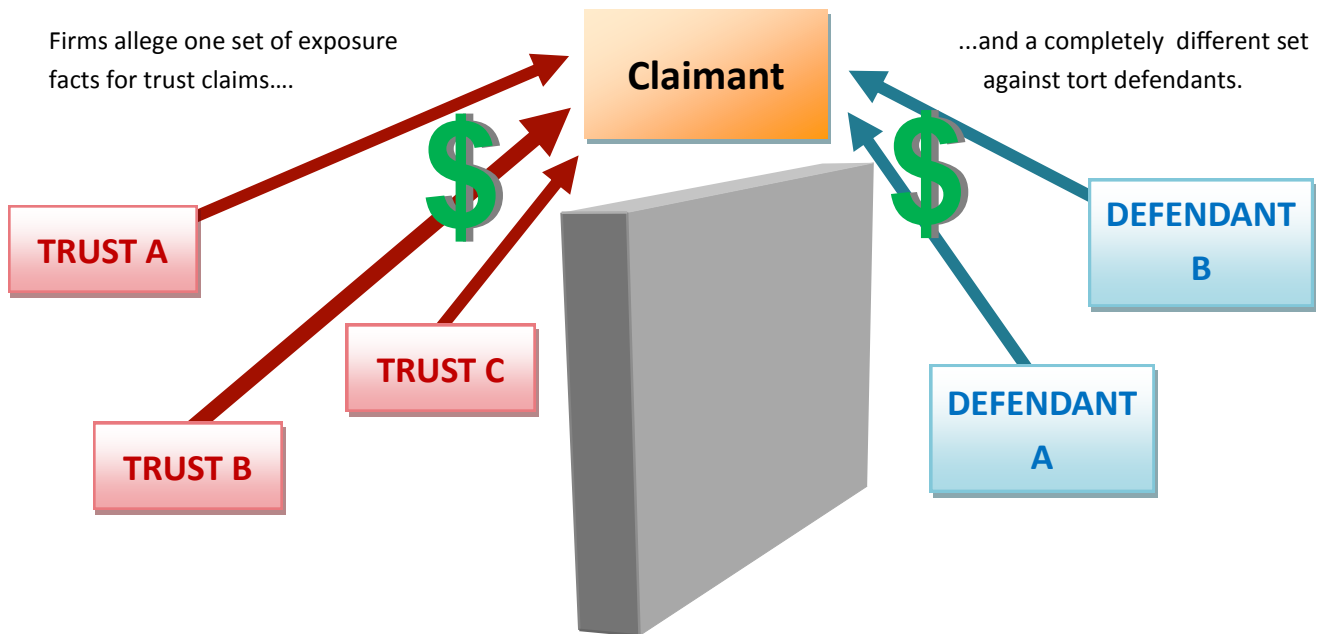 Firms allege one set of exposure
facts for trust claims....
Claimant
...and a completely  different set
against tort defendants.
$
$
TRUST A
TRUST C
TRUST B
DEFENDANT
B
DEFENDANT
A